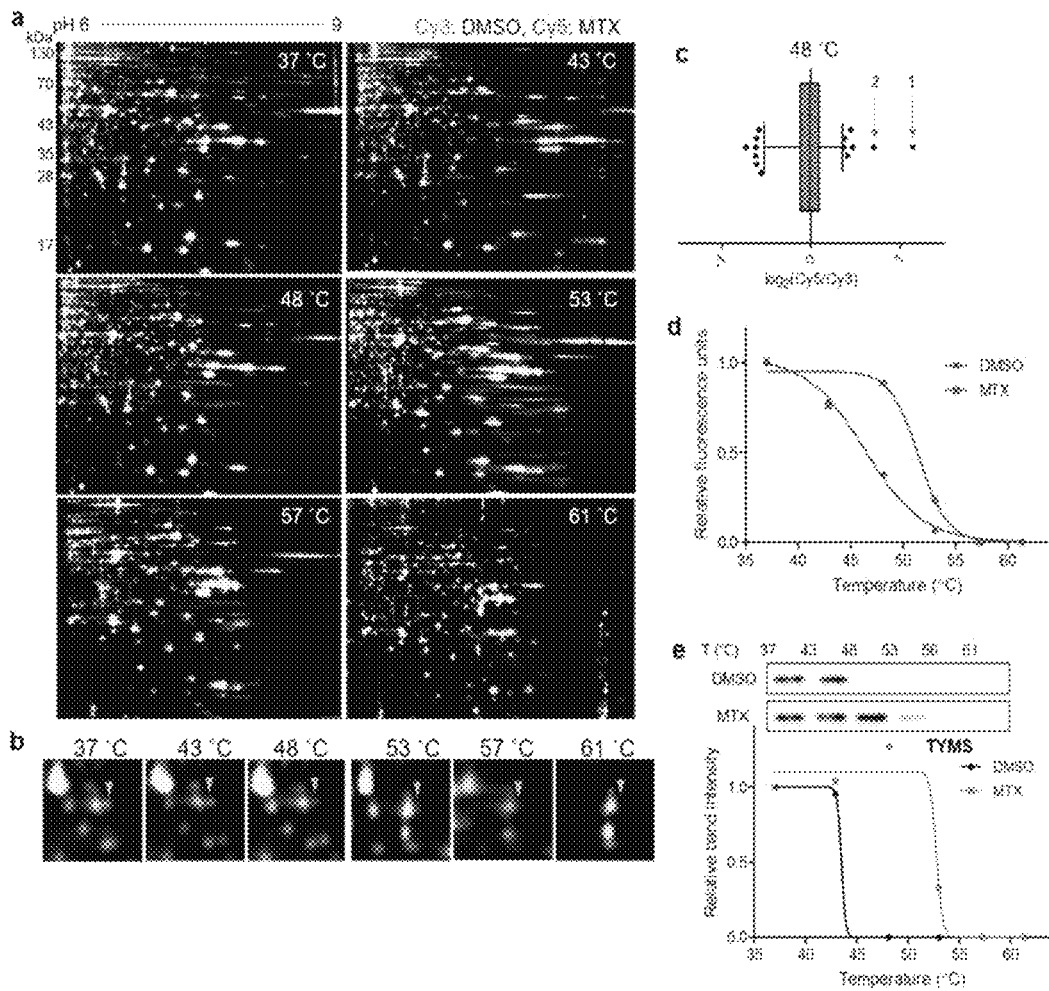 a
pH 6 9
Cy3: DMSO, Cy5: MTX
kDa
130
70
43
35
28
17
37 °C
43 °C
48 °C
53 °C
57 °C
61 °C
b
37 °C 43 °C 48 °C 53 °C 57 °C 61 °C
c
48 °C
2 1
0
log₂(Cy5/Cy3)
d
Relative fluorescence units
1.0
0.5
0.0
DMSO
MTX
35 40 45 50 55 60
Temperature (°C)
e
T (°C) 37 43 48 53 56 61
DMSO
MTX
TYMS
DMSO
MTX
Relative band intensity
1.0
0.5
0.0
35 40 45 50 55 60
Temperature (°C)